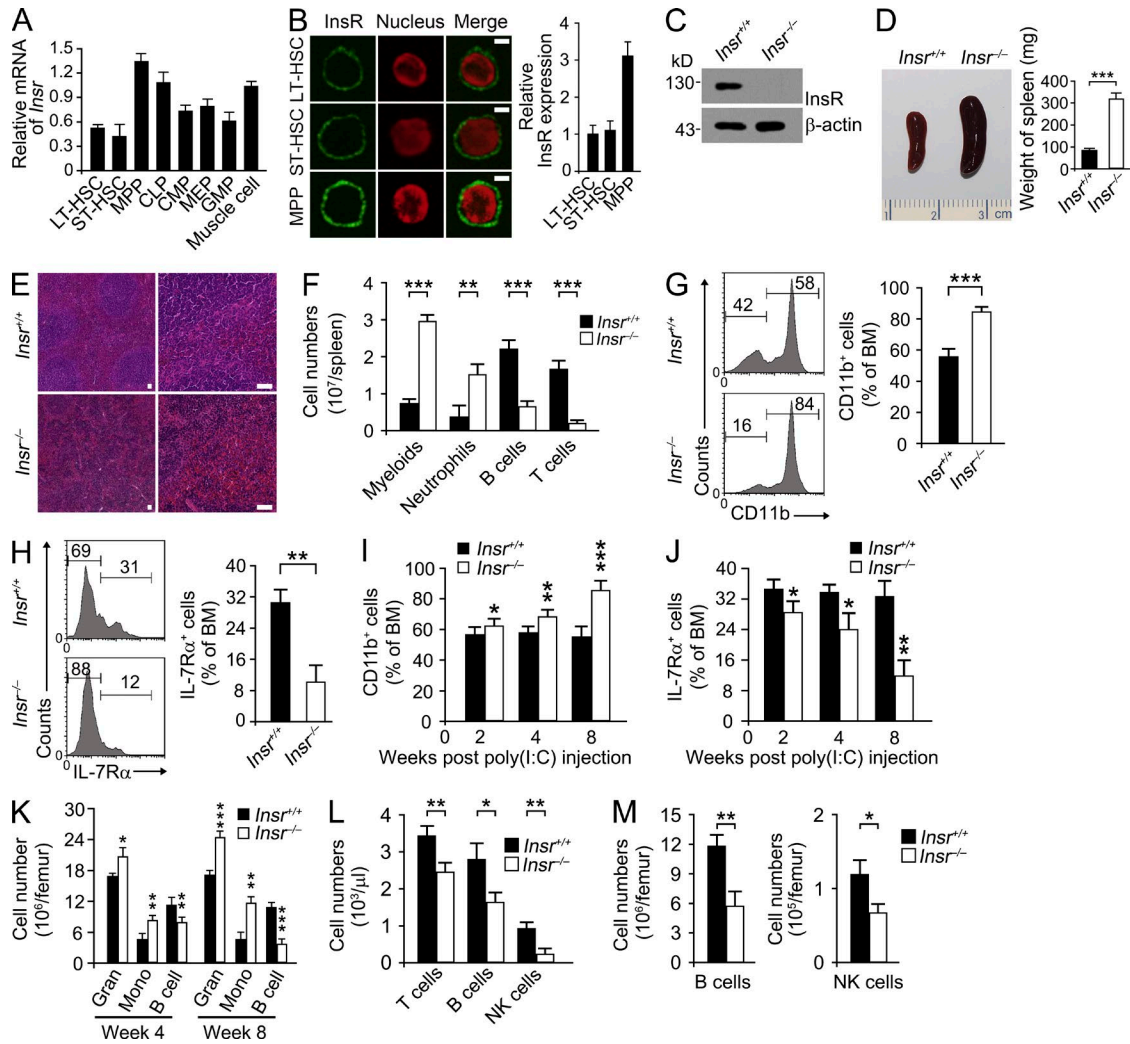 A
Relative mRNA
of Insr
1.5
1.2
0.9
0.6
0.3
0
LT-HSC
ST-HSC
MPP
CLP
CMP
MEP
GMP
Muscle cell
B
InsR Nucleus Merge
LT-HSC
ST-HSC
MPP
Relative
InsR expression
4
3
2
1
0
LT-HSC
ST-HSC
MPP
C
Insr+/+ Insr–/–
kD
130
43
InsR
β-actin
D
Insr+/+ Insr–/–
1 2 3 cm
Weight of spleen (mg)
400
300
200
100
0
***
Insr+/+
Insr–/–
E
Insr+/+
Insr–/–
F
Cell numbers
(10⁷/spleen)
4
3
2
1
0
*** ** *** ***
Insr+/+
Insr–/–
Myeloids
Neutrophils
B cells
T cells
G
Insr+/+
42 58
0
0
Insr–/–
16 84
0
0
Counts
CD11b
CD11b+ cells
(% of BM)
100
80
60
40
20
0
***
Insr+/+
Insr–/–
H
Insr+/+
69 31
0
0
Insr–/–
88 12
0
0
Counts
IL-7Rα
IL-7Rα+ cells
(% of BM)
40
32
24
16
8
0
**
Insr+/+
Insr–/–
I
Insr+/+
Insr–/–
CD11b+ cells
(% of BM)
100
80
60
40
20
0
* ** ***
0 2 4 8
Weeks post poly(I:C) injection
J
Insr+/+
Insr–/–
IL-7Rα+ cells
(% of BM)
40
30
20
10
0
* * **
0 2 4 8
Weeks post poly(I:C) injection
K
Insr+/+
Insr–/–
Cell number
(10⁶/femur)
30
24
18
12
6
0
* ** ** *** ** ***
Gran
Mono
B cell
Gran
Mono
B cell
Week 4 Week 8
L
Insr+/+
Insr–/–
Cell numbers
(10³/μl)
4
3
2
1
0
** * **
T cells
B cells
NK cells
M
Cell numbers
(10⁶/femur)
15
12
9
6
3
0
**
B cells
Cell numbers
(10⁵/femur)
2
1
0
*
NK cells
Insr+/+
Insr–/–